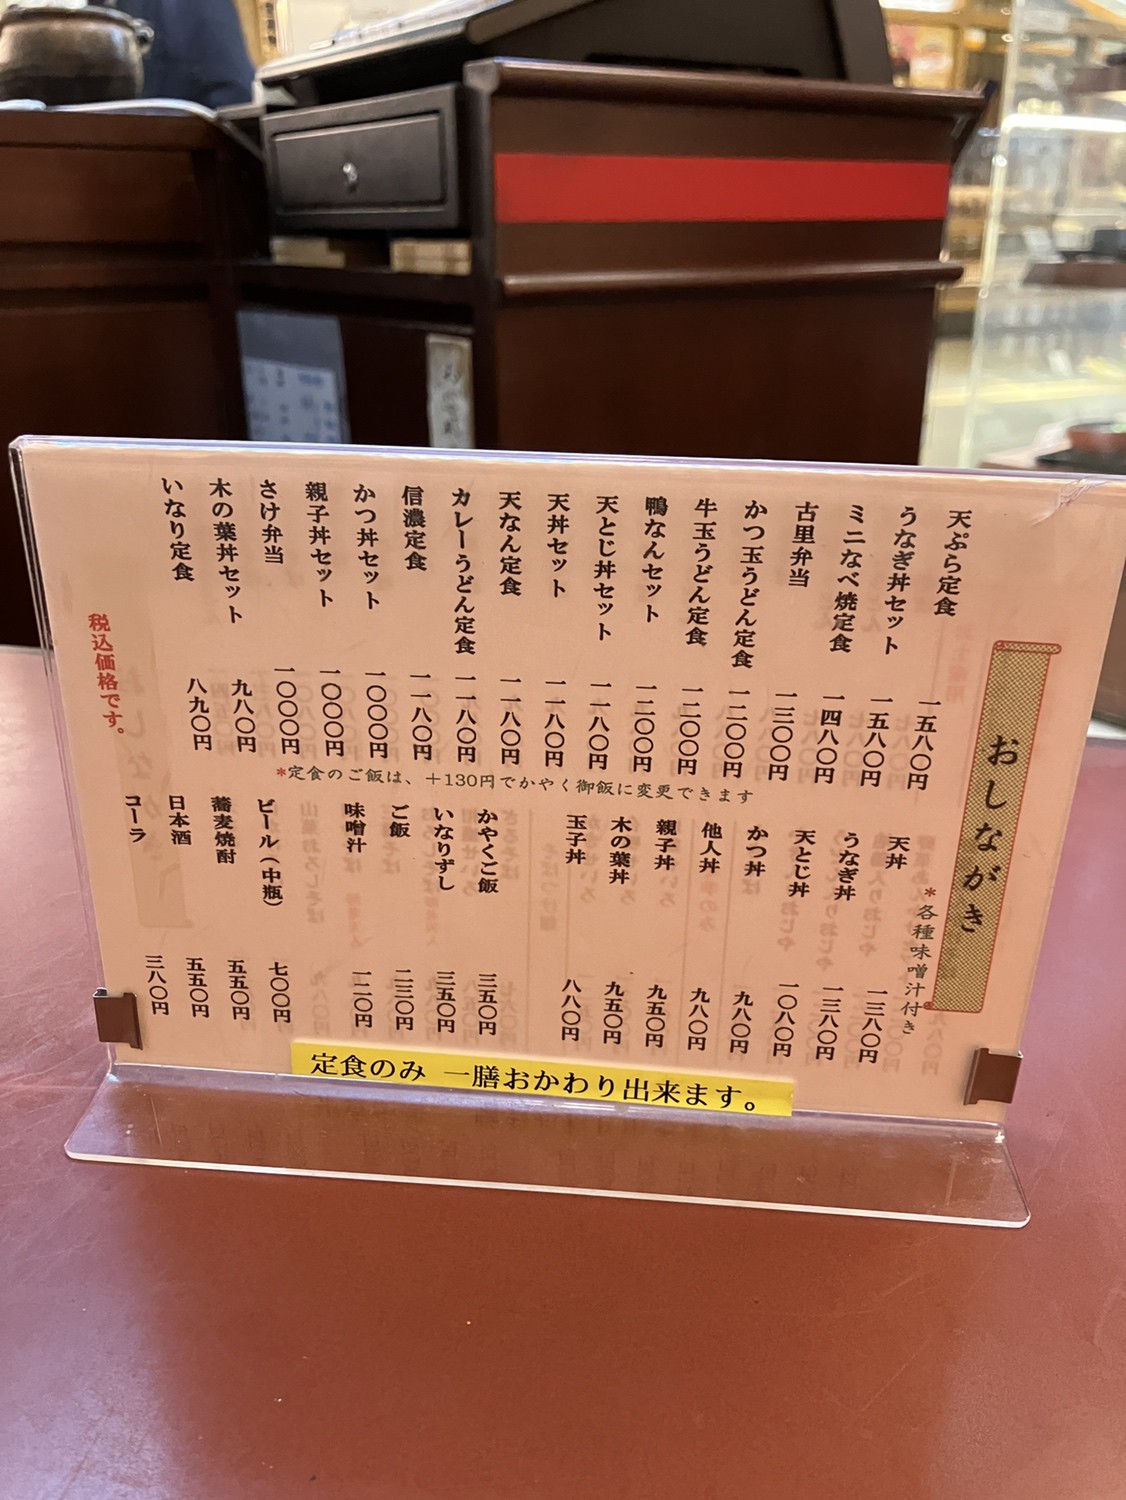 おしながき
天ぷら定食 一五八〇円
うなぎ丼セット 一五八〇円
ミニなべ焼定食 一四八〇円
古里弁当 一三〇〇円
かつ玉うどん定食 一二〇〇円
牛玉うどん定食 一二〇〇円
鴨なんセット 一二〇〇円
天とじ丼セット 一一八〇円
天丼セット 一一八〇円
天なん定食 一一八〇円
カレーうどん定食 一一八〇円
信濃定食 一一八〇円
かつ丼セット 一〇〇〇円
親子丼セット 一〇〇〇円
さけ弁当 一〇〇〇円
木の葉丼セット 九八〇円
いなり定食 八九〇円
税込価格です。
*定食のご飯は、+130円でかやく御飯に変更できます
*各種味噌汁付き
天丼 一三八〇円
うなぎ丼 一三八〇円
天とじ丼 一〇八〇円
かつ丼 九八〇円
他人丼 九八〇円
親子丼 九五〇円
木の葉丼 九五〇円
玉子丼 八八〇円
かやくご飯 三五〇円
いなりずし 三五〇円
ご飯 二三〇円
味噌汁 一二〇円
ビール(中瓶) 七〇〇円
蕎麦焼酎 五五〇円
日本酒 五五〇円
コーラ 三八〇円
定食のみ 一膳おかわり出来ます。